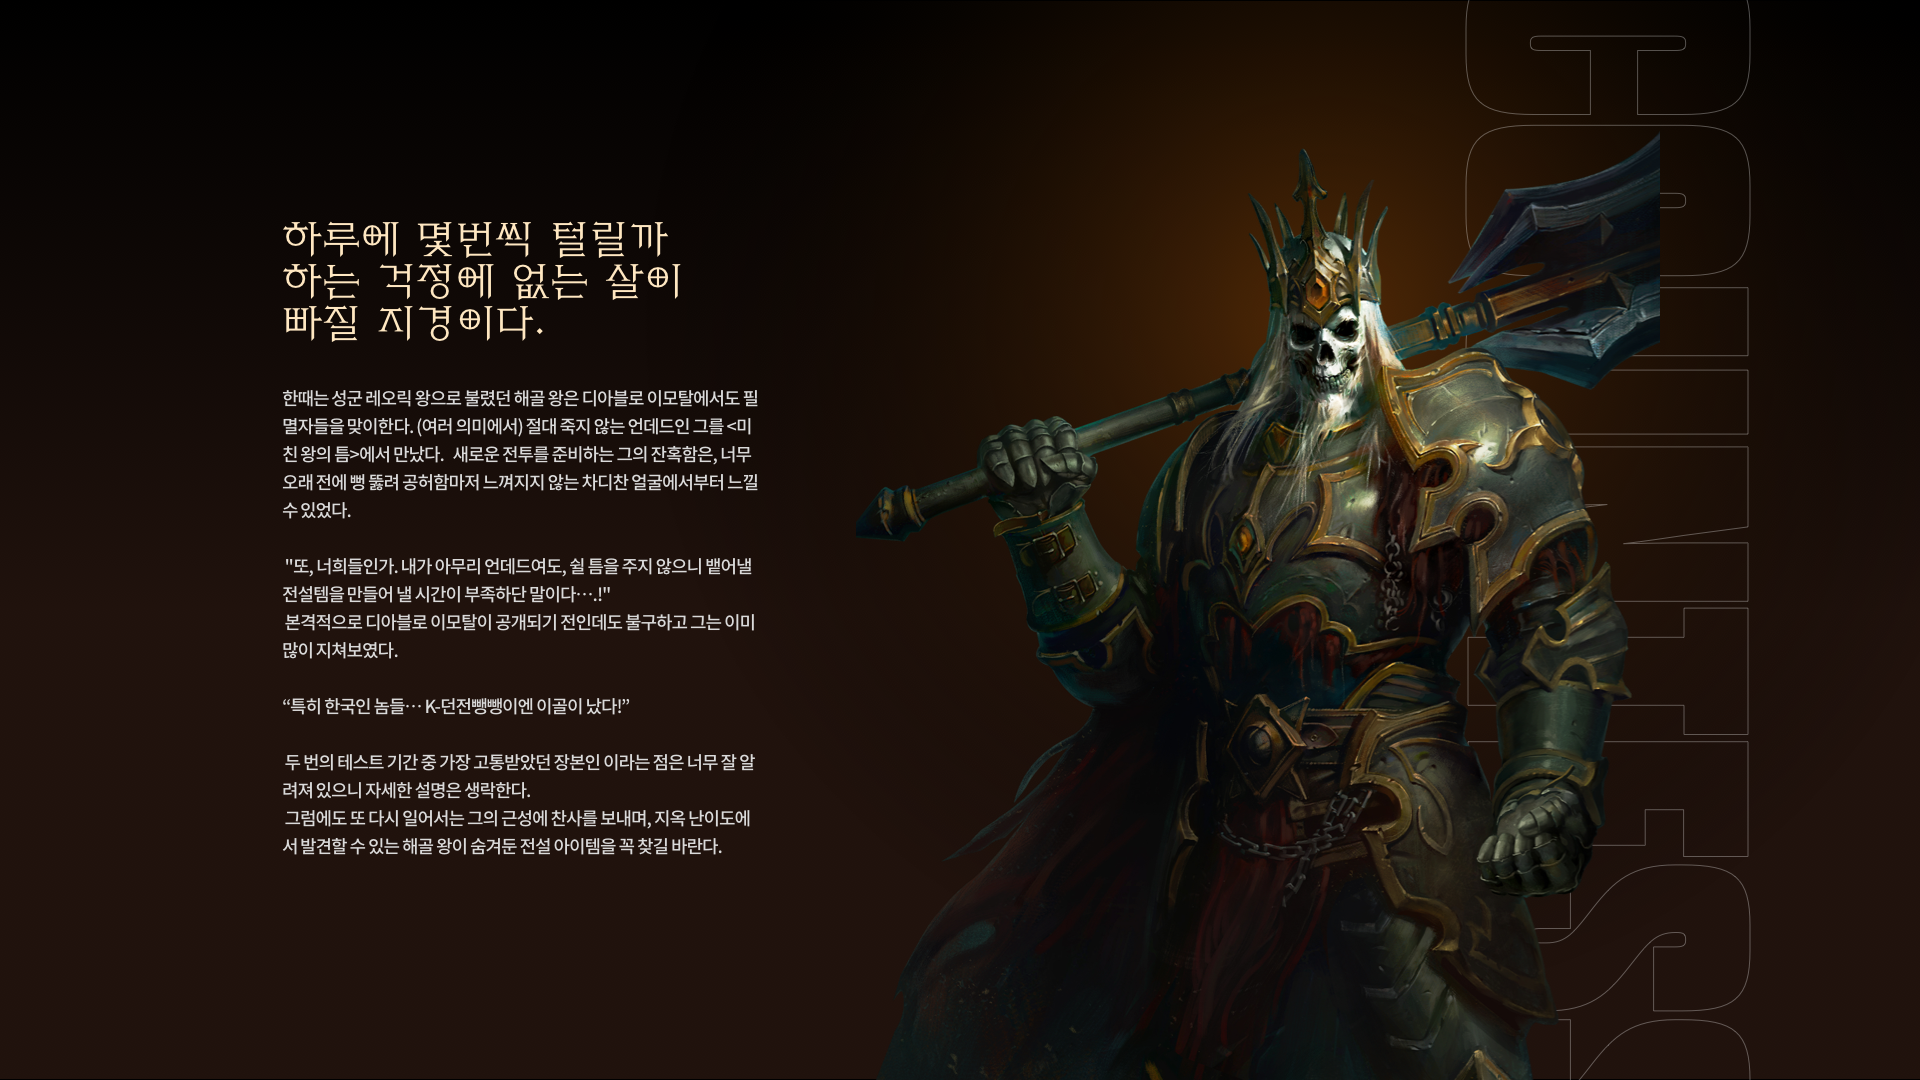 하루에 몇번씩 털릴까
하는 걱정에 없는 살이
빠질 지경이다.
한때는 성군 레오릭 왕으로 불렸던 해골 왕은 디아블로 이모탈에서도 필
멸자들을 맞이한다. (여러 의미에서) 절대 죽지 않는 언데드인 그를 <미
친 왕의 틈>에서 만났다. 새로운 전투를 준비하는 그의 잔혹함은, 너무
오래 전에 뻥 뚫려 공허함마저 느껴지지 않는 차디찬 얼굴에서부터 느낄
수 있었다.
"또, 너희들인가. 내가 아무리 언데드여도, 쉴 틈을 주지 않으니 뱉어낼
전설템을 만들어 낼 시간이 부족하단 말이다….!"
본격적으로 디아블로 이모탈이 공개되기 전인데도 불구하고 그는 이미
많이 지쳐보였다.
“특히 한국인 놈들… K-던전뺑뺑이엔 이골이 났다!”
두 번의 테스트 기간 중 가장 고통받았던 장본인 이라는 점은 너무 잘 알
려져 있으니 자세한 설명은 생략한다.
그럼에도 또 다시 일어서는 그의 근성에 찬사를 보내며, 지옥 난이도에
서 발견할 수 있는 해골 왕이 숨겨둔 전설 아이템을 꼭 찾길 바란다.